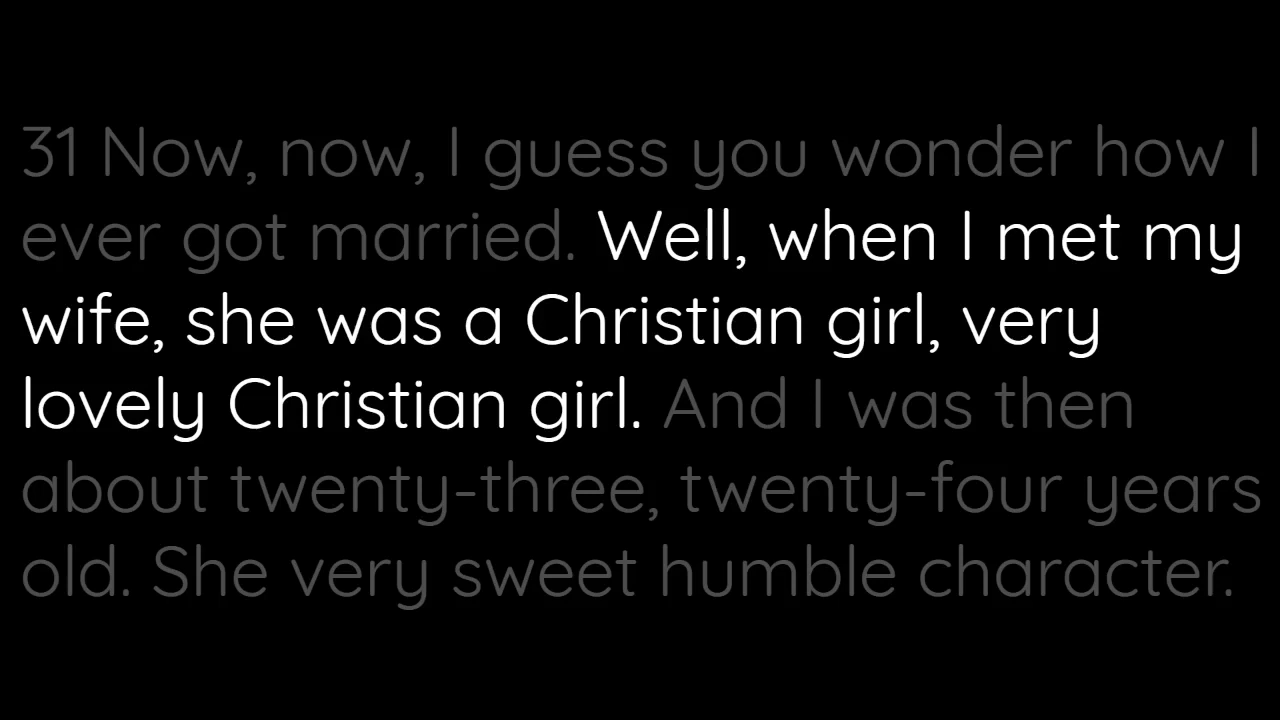 31 Now, now, I guess you wonder how I
ever got married. Well, when I met my
wife, she was a Christian girl, very
lovely Christian girl. And I was then
about twenty-three, twenty-four years
old. She very sweet humble character.